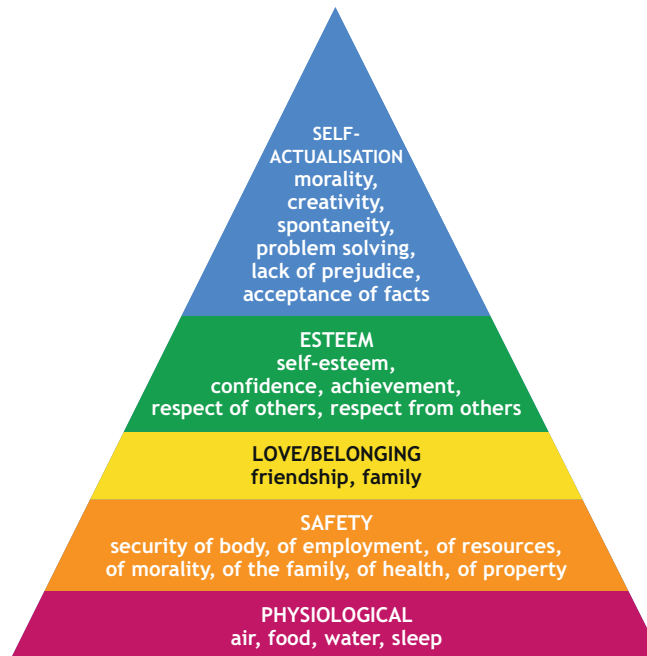 SELF-
ACTUALISATION
morality,
creativity,
spontaneity,
problem solving,
lack of prejudice,
acceptance of facts
ESTEEM
self-esteem,
confidence, achievement,
respect of others, respect from others
LOVE/BELONGING
friendship, family
SAFETY
security of body, of employment, of resources,
of morality, of the family, of health, of property
PHYSIOLOGICAL
air, food, water, sleep